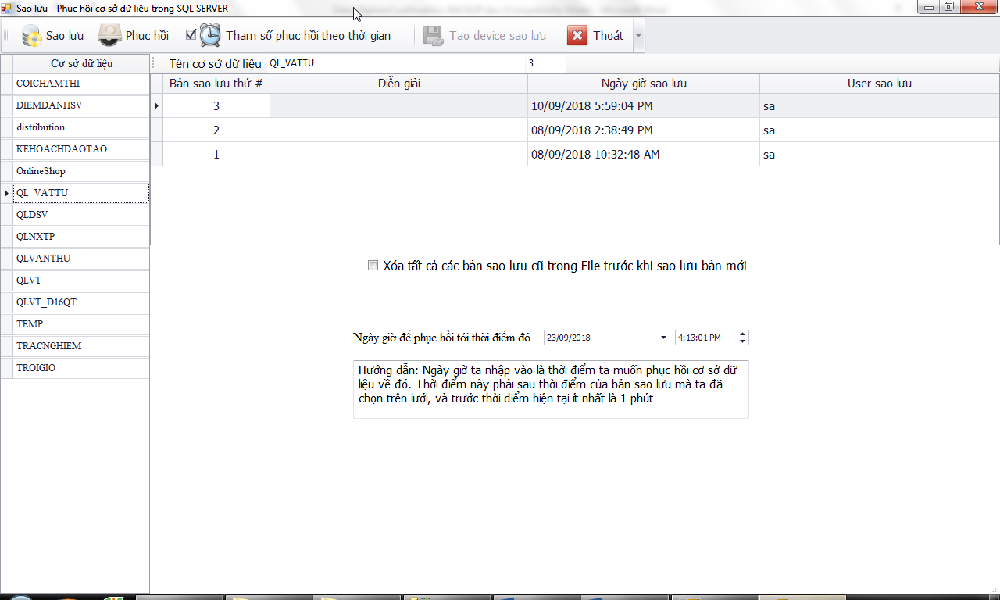 Sao lưu - Phục hồi cơ sở dữ liệu trong SQL SERVER
Sao lưu Phục hồi Tham số phục hồi theo thời gian Tạo device sao lưu Thoát
Cơ sở dữ liệu
COICHAMTHI
DIEMDANHSV
distribution
KEHOACHDAOTAO
OnlineShop
QL_VATTU
QLDSV
QLNXTP
QLVANTHU
QLVT
QLVT_D16QT
TEMP
TRACNGHIEM
TROIGIO
Tên cơ sở dữ liệu QL_VATTU 3
Bản sao lưu thứ # Diễn giải Ngày giờ sao lưu User sao lưu
3 10/09/2018 5:59:04 PM sa
2 08/09/2018 2:38:49 PM sa
1 08/09/2018 10:32:48 AM sa
Xóa tất cả các bản sao lưu cũ trong File trước khi sao lưu bản mới
Ngày giờ để phục hồi tới thời điểm đó 23/09/2018 4:13:01 PM
Hướng dẫn: Ngày giờ ta nhập vào là thời điểm ta muốn phục hồi cơ sở dữ
liệu về đó. Thời điểm này phải sau thời điểm của bản sao lưu mà ta đã
chọn trên lưới, và trước thời điểm hiện tại ít nhất là 1 phút